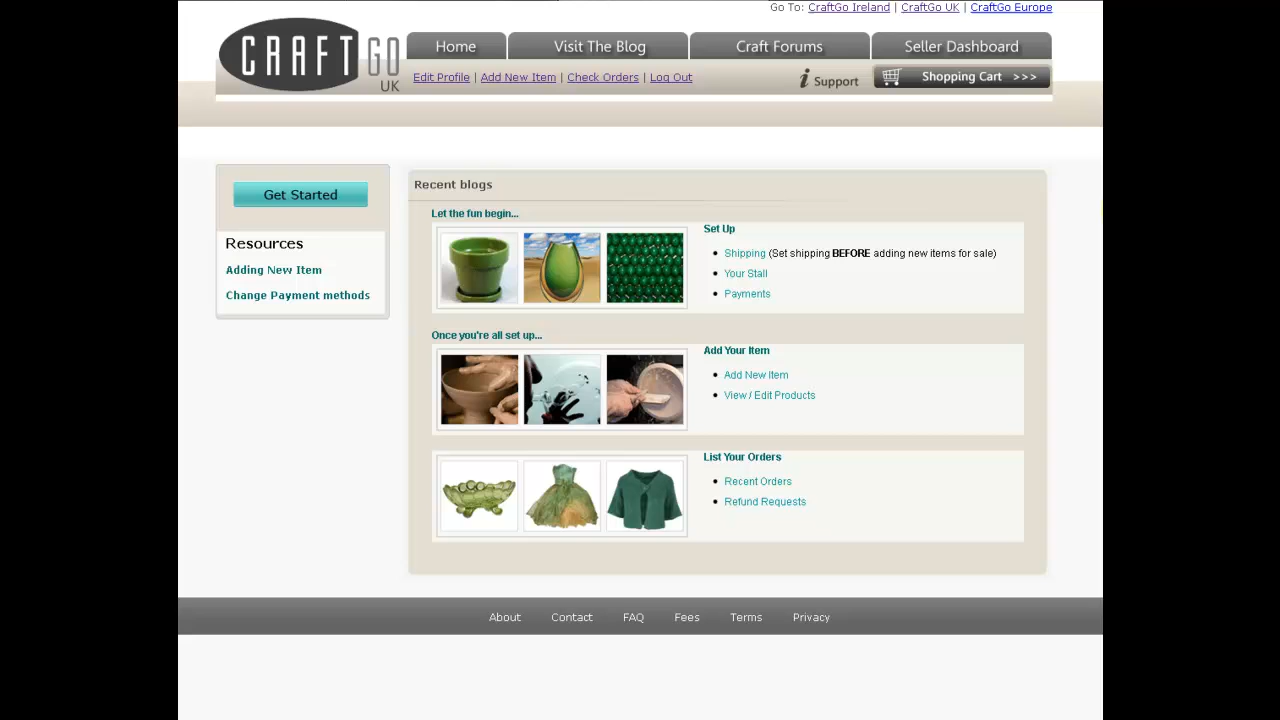 Go To: CraftGo Ireland | CraftGo UK | CraftGo Europe
CRAFTGO
UK
Home
Visit The Blog
Craft Forums
Seller Dashboard
Edit Profile | Add New Item | Check Orders | Log Out
i Support
Shopping Cart >>>
Get Started
Resources
Adding New Item
Change Payment methods
Recent blogs
Let the fun begin...
Set Up
Shipping (Set shipping BEFORE adding new items for sale)
Your Stall
Payments
Once you're all set up...
Add Your Item
Add New Item
View / Edit Products
List Your Orders
Recent Orders
Refund Requests
About
Contact
FAQ
Fees
Terms
Privacy